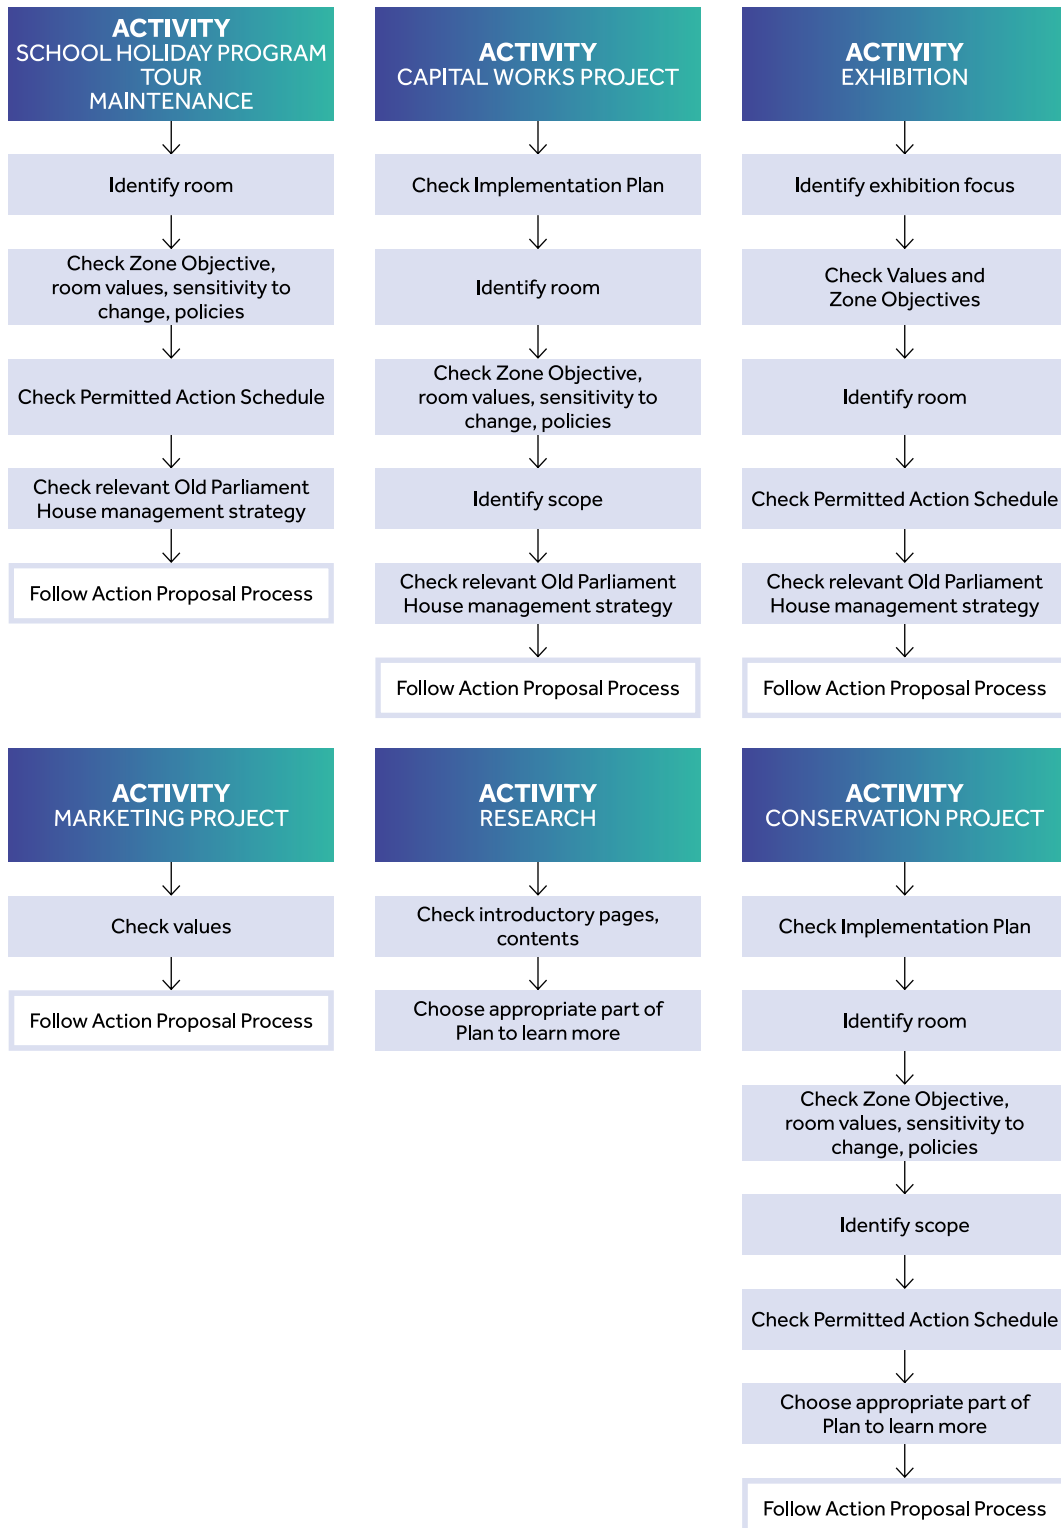 ACTIVITY
SCHOOL HOLIDAY PROGRAM
TOUR
MAINTENANCE
Identify room
Check Zone Objective,
room values, sensitivity to
change, policies
Check Permitted Action Schedule
Check relevant Old Parliament
House management strategy
Follow Action Proposal Process
ACTIVITY
CAPITAL WORKS PROJECT
Check Implementation Plan
Identify room
Check Zone Objective,
room values, sensitivity to
change, policies
Identify scope
Check relevant Old Parliament
House management strategy
Follow Action Proposal Process
ACTIVITY
EXHIBITION
Identify exhibition focus
Check Values and
Zone Objectives
Identify room
Check Permitted Action Schedule
Check relevant Old Parliament
House management strategy
Follow Action Proposal Process
ACTIVITY
MARKETING PROJECT
Check values
Follow Action Proposal Process
ACTIVITY
RESEARCH
Check introductory pages,
contents
Choose appropriate part of
Plan to learn more
ACTIVITY
CONSERVATION PROJECT
Check Implementation Plan
Identify room
Check Zone Objective,
room values, sensitivity to
change, policies
Identify scope
Check Permitted Action Schedule
Choose appropriate part of
Plan to learn more
Follow Action Proposal Process